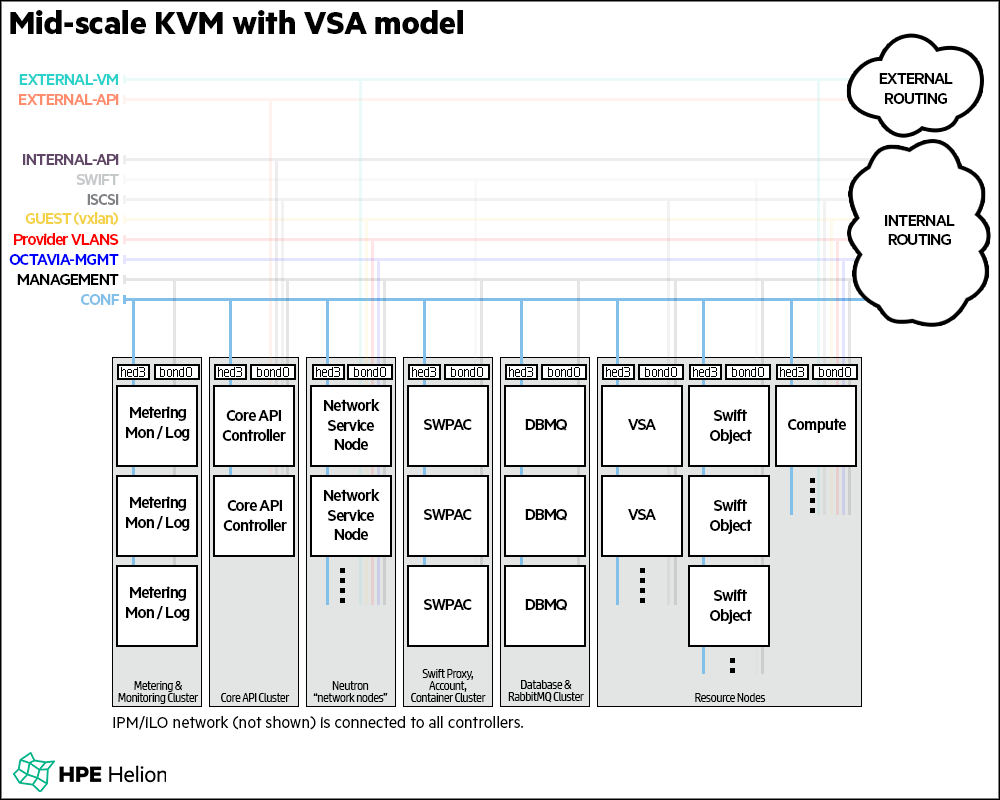 Mid-scale KVM with VSA model
EXTERNAL-VM
EXTERNAL-API
EXTERNAL
ROUTING
INTERNAL-API
SWIFT
ISCSI
GUEST (vxlan)
Provider VLANS
OCTAVIA-MGMT
MANAGEMENT
CONF
INTERNAL
ROUTING
hed3 bond0 hed3 bond0 hed3 bond0 hed3 bond0 hed3 bond0 hed3 bond0 hed3 bond0 hed3 bond0
Metering
Mon / Log
Core API
Controller
Network
Service
Node
SWPAC
DBMQ
VSA
Swift
Object
Compute
Metering
Mon / Log
Core API
Controller
Network
Service
Node
SWPAC
DBMQ
VSA
Swift
Object
Metering
Mon / Log
SWPAC
DBMQ
Swift
Object
Metering &
Monitoring Cluster
Core API Cluster
Neutron
“network nodes”
Swift Proxy,
Account,
Container Cluster
Database &
RabbitMQ Cluster
Resource Nodes
IPM/ILO network (not shown) is connected to all controllers.
HPE Helion